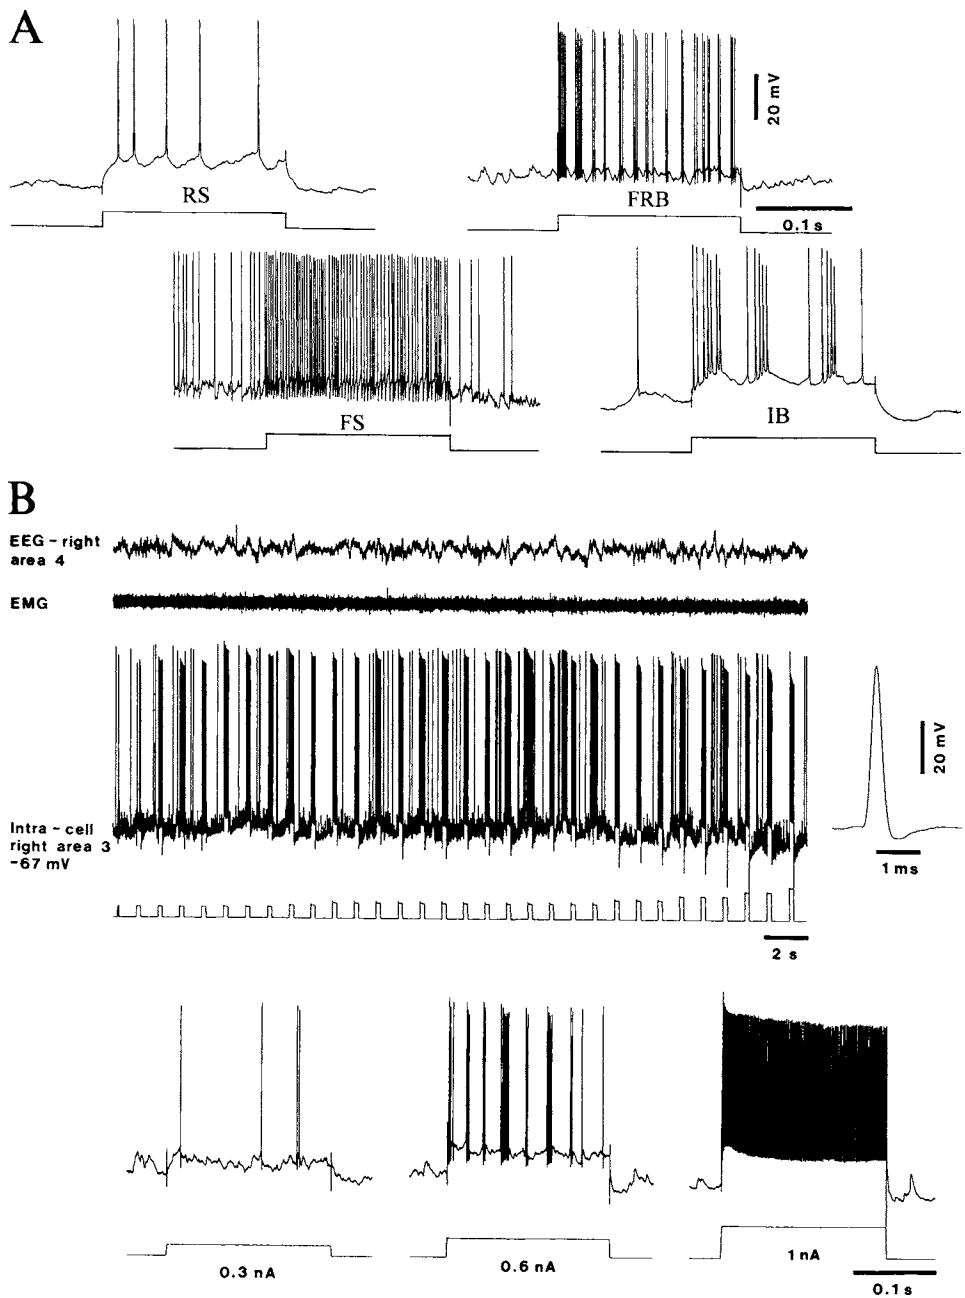 A
RS
FRB
20 mV
0.1 s
FS
IB
B
EEG - right
area 4
EMG
Intra - cell
right area 3
-67 mV
20 mV
1 ms
2 s
0.3 nA
0.6 nA
1 nA
0.1 s